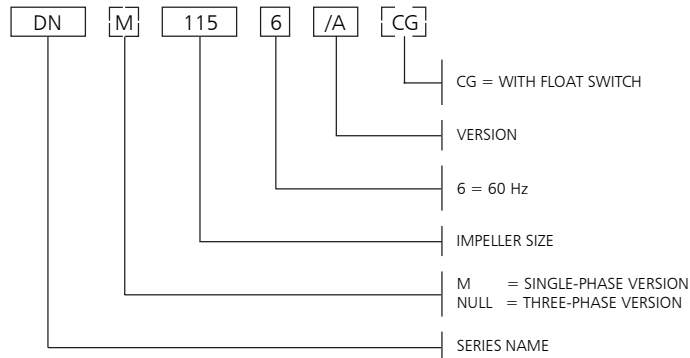 DN M 115 6 /A CG
CG = WITH FLOAT SWITCH
VERSION
6 = 60 Hz
IMPELLER SIZE
M = SINGLE-PHASE VERSION
NULL = THREE-PHASE VERSION
SERIES NAME